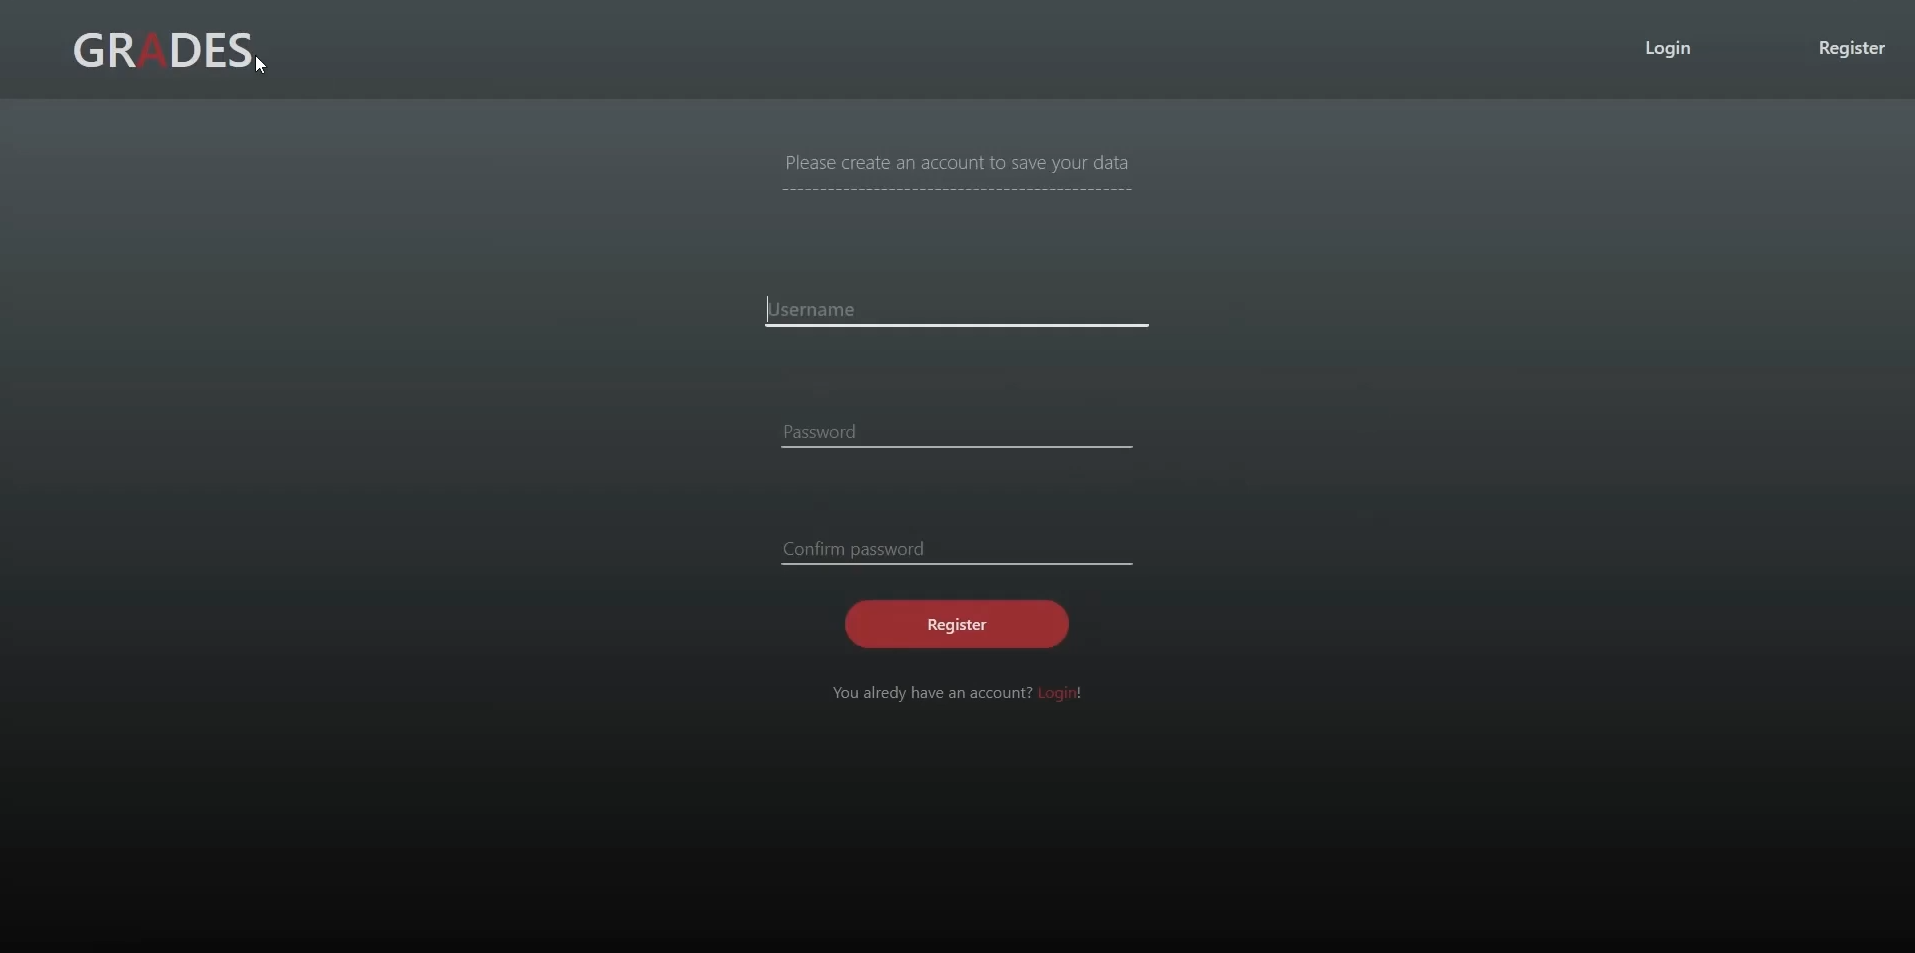 GRADES
Login
Register
Please create an account to save your data
Username
Password
Confirm password
Register
You alredy have an account? Login!